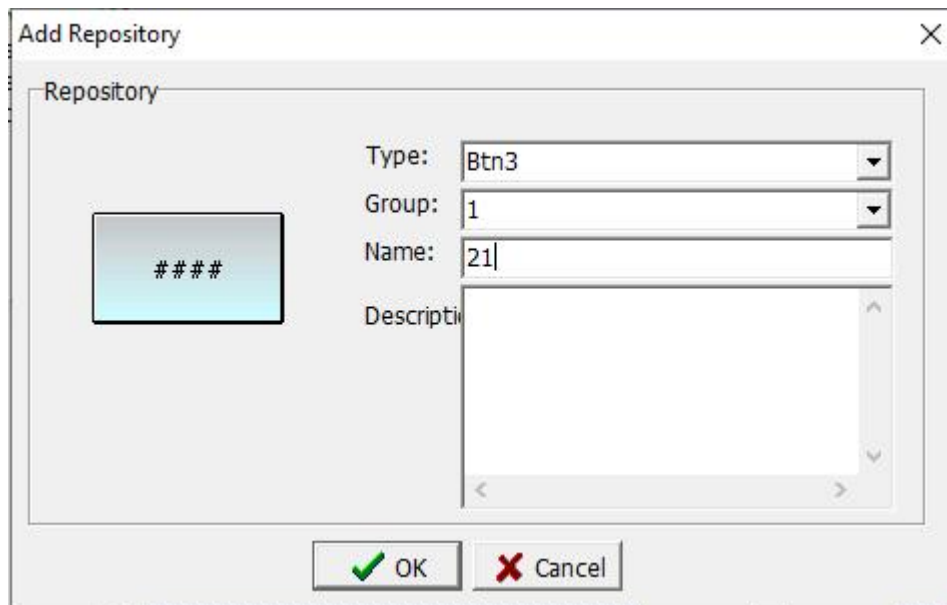 Add Repository
Repository
Type: Btn3
Group: 1
Name: 21
####
Descripti
OK Cancel